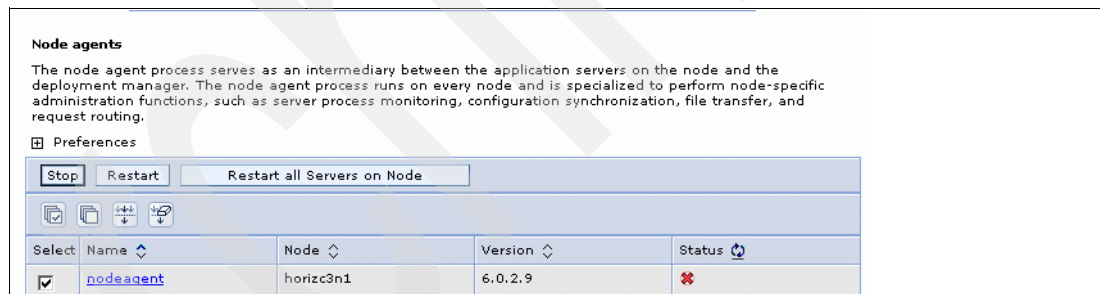 Node agents
The node agent process serves as an intermediary between the application servers on the node and the
deployment manager. The node agent process runs on every node and is specialized to perform node-specific
administration functions, such as server process monitoring, configuration synchronization, file transfer, and
request routing.
Preferences
Stop Restart Restart all Servers on Node
Select Name Node Version Status
nodeagent horizc3n1 6.0.2.9